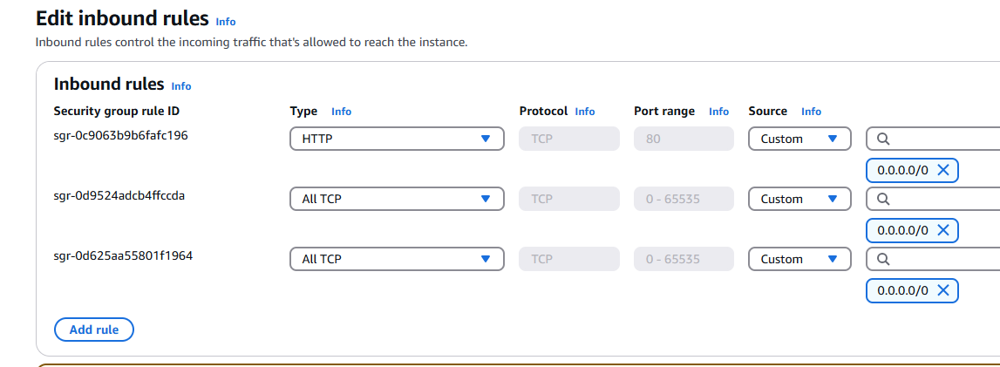 Edit inbound rules Info
Inbound rules control the incoming traffic that's allowed to reach the instance.
Inbound rules Info
Security group rule ID Type Info Protocol Info Port range Info Source Info
sgr-0c9063b9b6fafc196 HTTP TCP 80 Custom
0.0.0.0/0
sgr-0d9524adcb4ffccda All TCP TCP 0 - 65535 Custom
0.0.0.0/0
sgr-0d625aa55801f1964 All TCP TCP 0 - 65535 Custom
0.0.0.0/0
Add rule